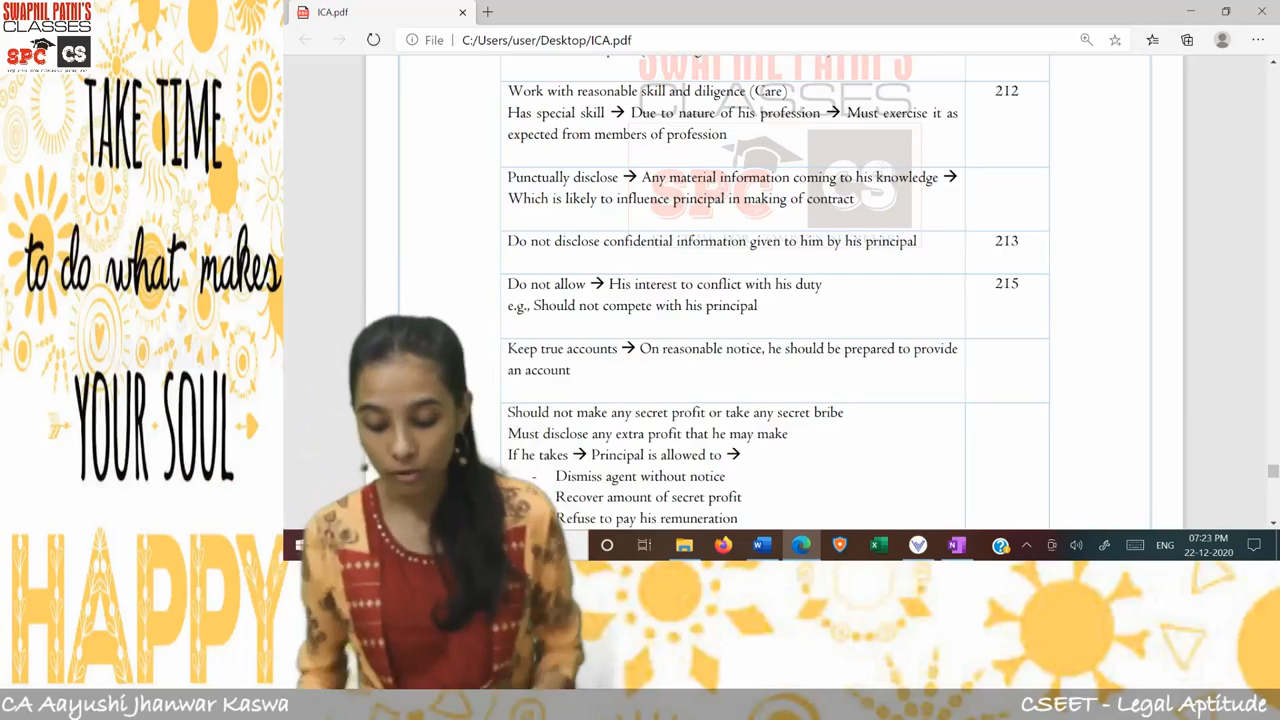 SWAPNIL PATNI'S
CLASSES
SPC CS
TAKE TIME
to do what makes
YOUR SOUL
HAPPY
ICA.pdf
File C:/Users/user/Desktop/ICA.pdf
SWAPNIL PATNI'S
CLASSES
SPC CS
Work with reasonable skill and diligence (Care) 212
Has special skill → Due to nature of his profession → Must exercise it as
expected from members of profession
Punctually disclose → Any material information coming to his knowledge →
Which is likely to influence principal in making of contract
Do not disclose confidential information given to him by his principal 213
Do not allow → His interest to conflict with his duty 215
e.g., Should not compete with his principal
Keep true accounts → On reasonable notice, he should be prepared to provide
an account
Should not make any secret profit or take any secret bribe
Must disclose any extra profit that he may make
If he takes → Principal is allowed to →
- Dismiss agent without notice
Recover amount of secret profit
Refuse to pay his remuneration
ENG
07:23 PM
22-12-2020
CA Aayushi Jhanwar Kaswa
CSEET - Legal Aptitude